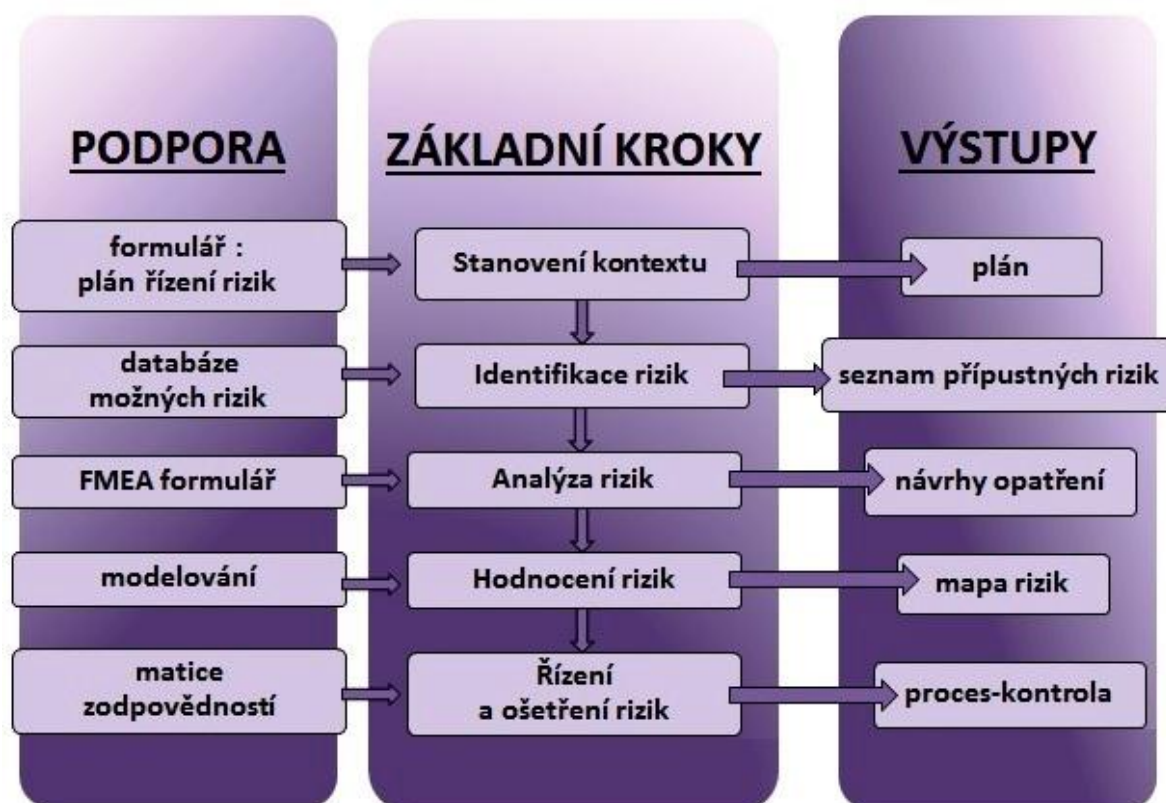 PODPORA
ZÁKLADNÍ KROKY
VÝSTUPY
formulář :
plán řízení rizik
Stanovení kontextu
plán
databáze
možných rizik
Identifikace rizik
seznam přípustných rizik
FMEA formulář
Analýza rizik
návrhy opatření
modelování
Hodnocení rizik
mapa rizik
matice
zodpovědností
Řízení
a ošetření rizik
proces-kontrola